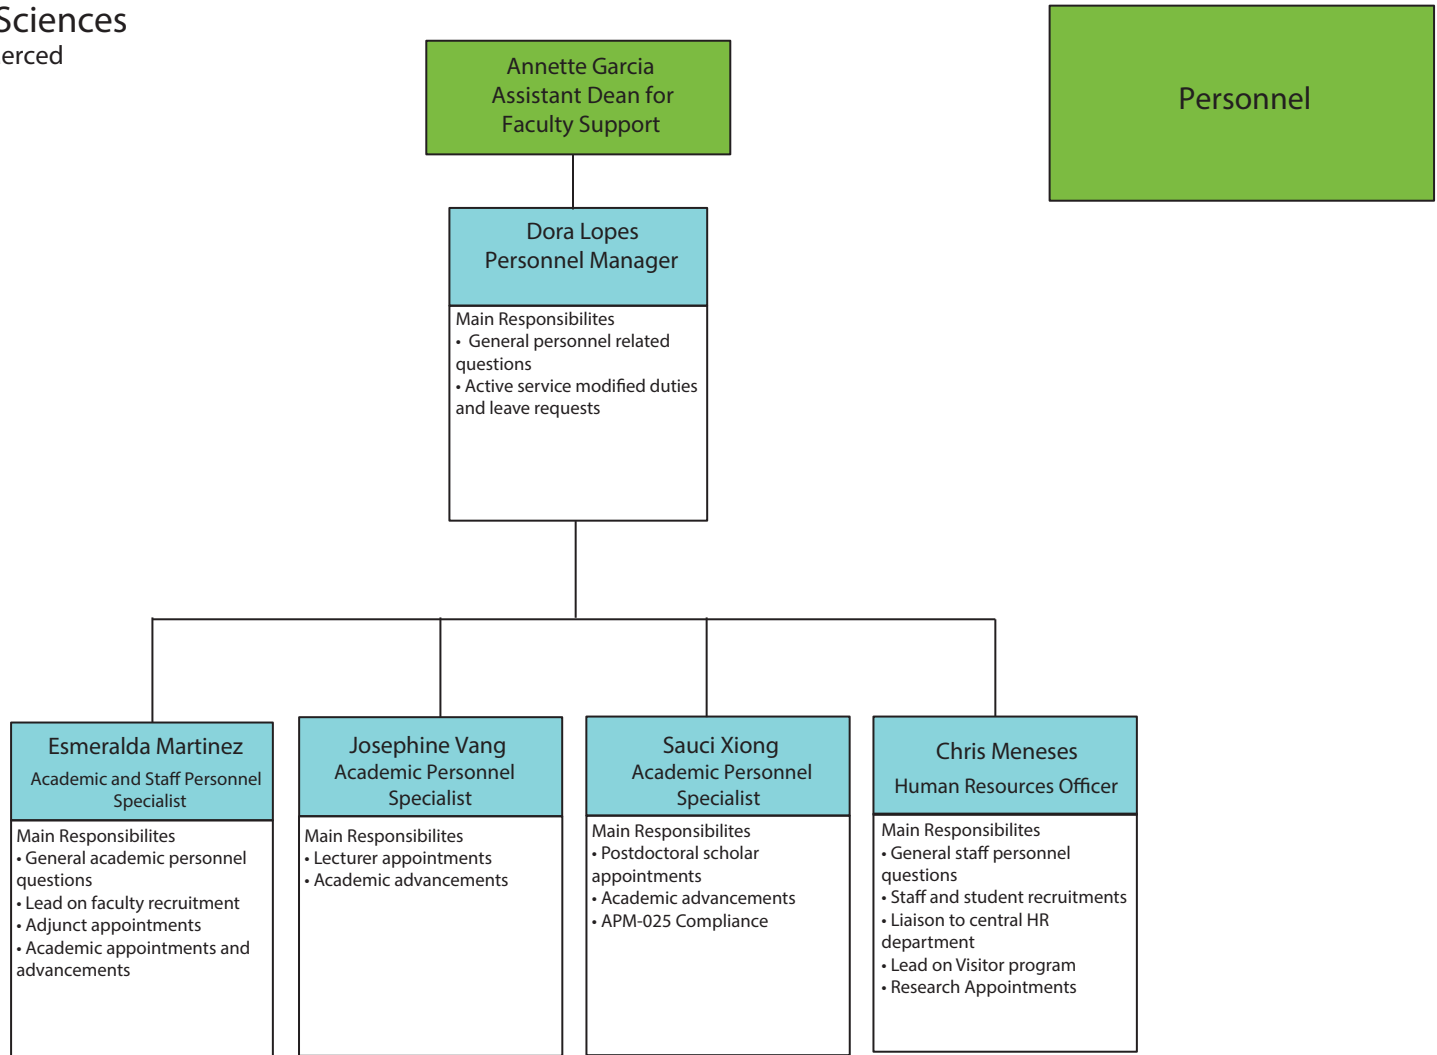 Sciences
erced
Personnel
Annette Garcia
Assistant Dean for
Faculty Support
Dora Lopes
Personnel Manager
Main Responsibilites
• General personnel related
questions
• Active service modified duties
and leave requests
Esmeralda Martinez
Academic and Staff Personnel
Specialist
Main Responsibilites
• General academic personnel
questions
• Lead on faculty recruitment
• Adjunct appointments
• Academic appointments and
advancements
Josephine Vang
Academic Personnel
Specialist
Main Responsibilites
• Lecturer appointments
• Academic advancements
Sauci Xiong
Academic Personnel
Specialist
Main Responsibilites
• Postdoctoral scholar
appointments
• Academic advancements
• APM-025 Compliance
Chris Meneses
Human Resources Officer
Main Responsibilites
• General staff personnel
questions
• Staff and student recruitments
• Liaison to central HR
department
• Lead on Visitor program
• Research Appointments